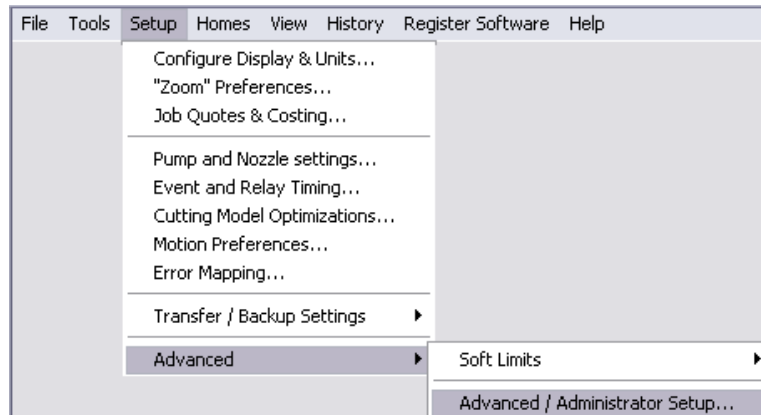 File Tools Setup Homes View History Register Software Help
Configure Display & Units...
"Zoom" Preferences...
Job Quotes & Costing...
Pump and Nozzle settings...
Event and Relay Timing...
Cutting Model Optimizations...
Motion Preferences...
Error Mapping...
Transfer / Backup Settings
Advanced
Soft Limits
Advanced / Administrator Setup...